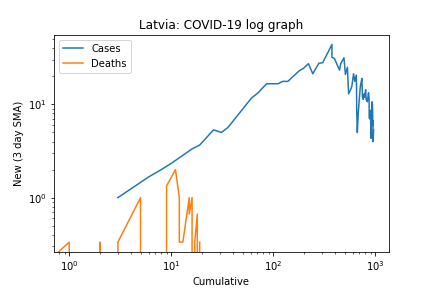 Latvia: COVID-19 log graph
Cases
Deaths
New (3 day SMA)
10¹
10⁰
10⁰ 10¹ 10² 10³
Cumulative